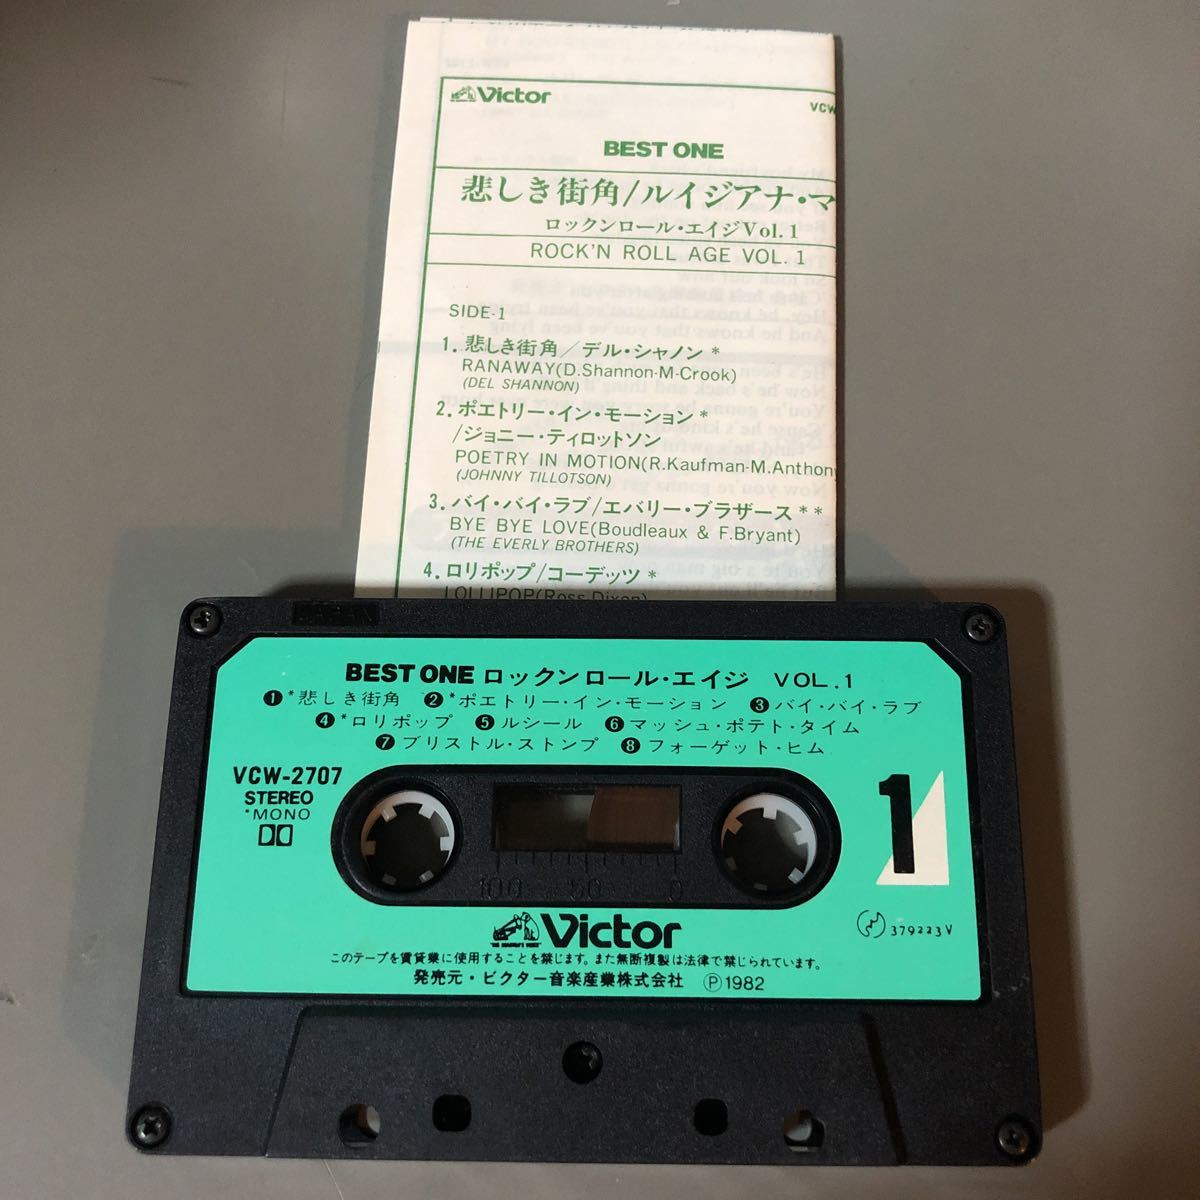 Victor
VCW
BEST ONE
悲しき街角/ルイジアナ・マ
ロックンロール・エイジVol.1
ROCK'N ROLL AGE VOL. 1
SIDE-1
1. 悲しき街角/デル・シャノン*
RANAWAY(D.Shannon-M-Crook)
(DEL SHANNON)
2. ポエトリー・イン・モーション*
/ジョニー・ティロットソン
POETRY IN MOTION(R.Kaufman-M.Anthony
(JOHNNY TILLOTSON)
3. バイ・バイ・ラブ/エバリー・ブラザース**
BYE BYE LOVE(Boudleaux & F.Bryant)
(THE EVERLY BROTHERS)
4. ロリポップ/コーデッツ*
LOLLIPOP(Ross-Dixon)
BEST ONE ロックンロール・エイジ VOL.1
❶*悲しき街角 ❷*ポエトリー・イン・モーション ❸バイ・バイ・ラブ
❹*ロリポップ ❺ルシール ❻マッシュ・ポテト・タイム
❼ブリストル・ストンプ ❽フォーゲット・ヒム
VCW-2707
STEREO
*MONO
1
100 50 0
"HIS MASTER'S VOICE"
Victor
379223V
このテープを賃貸業に使用することを禁じます。また無断複製は法律で禁じられています。
発売元・ビクター音楽産業株式会社 Ⓟ1982